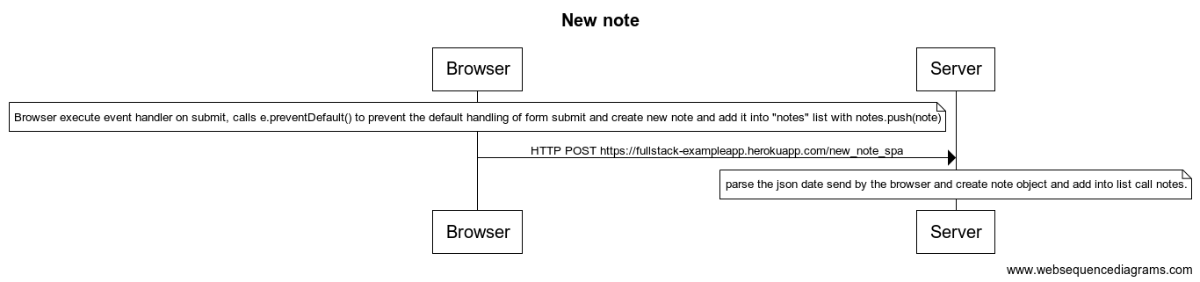 New note
Browser
Server
Browser execute event handler on submit, calls e.preventDefault() to prevent the default handling of form submit and create new note and add it into "notes" list with notes.push(note)
HTTP POST https://fullstack-exampleapp.herokuapp.com/new_note_spa
parse the json date send by the browser and create note object and add into list call notes.
Browser
Server
www.websequencediagrams.com